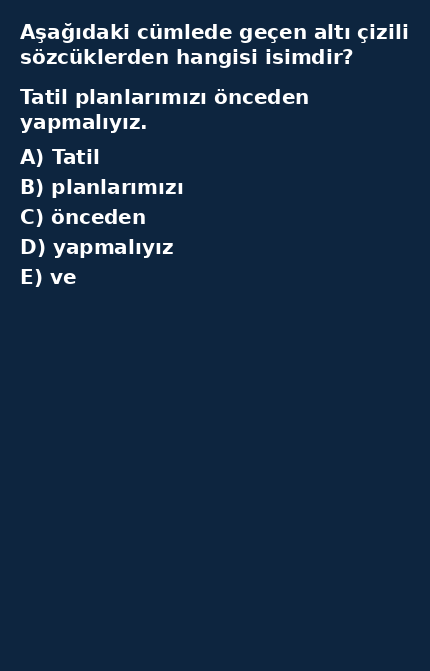 Aşağıdaki cümlede geçen altı çizili
sözcüklerden hangisi isimdir?
Tatil planlarımızı önceden
yapmalıyız.
A) Tatil
B) planlarımızı
C) önceden
D) yapmalıyız
E) ve